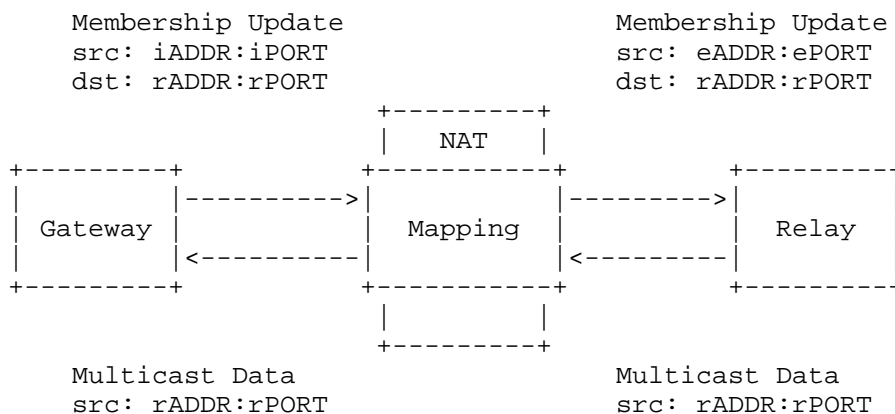 Membership Update Membership Update
src: iADDR:iPORT src: eADDR:ePORT
dst: rADDR:rPORT dst: rADDR:rPORT
NAT
Gateway Mapping Relay
Multicast Data Multicast Data
src: rADDR:rPORT src: rADDR:rPORT